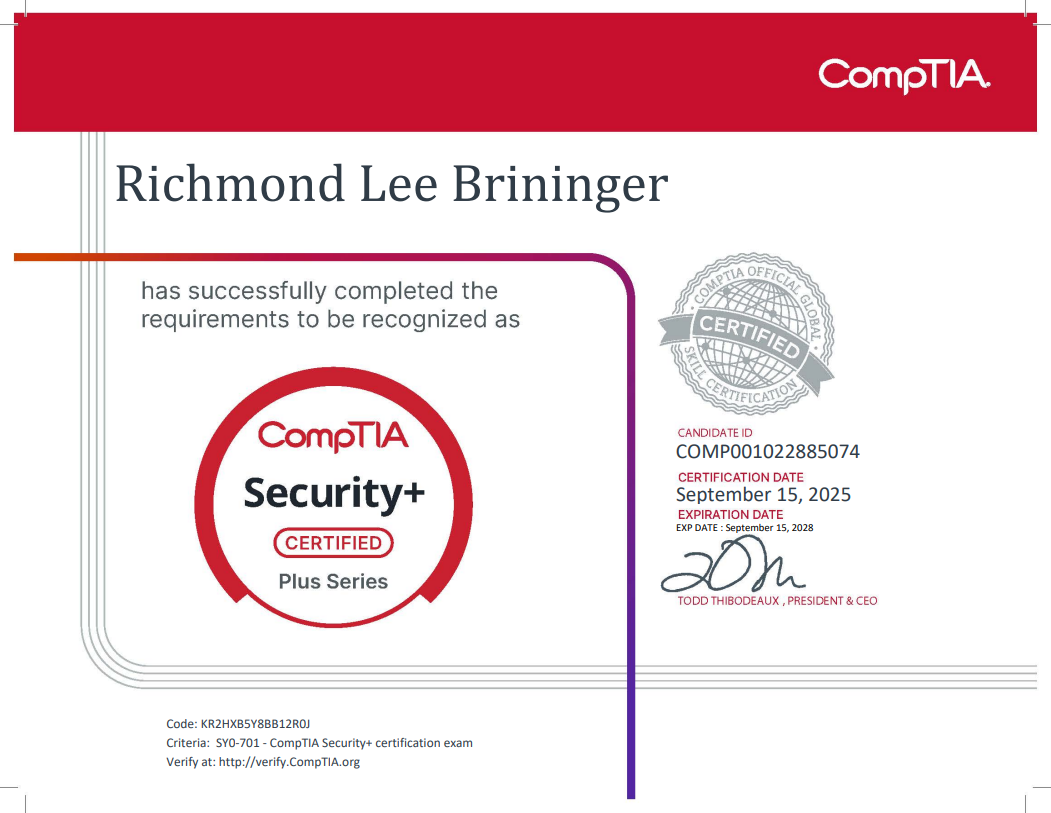 CompTIA.
Richmond Lee Brininger
has successfully completed the
requirements to be recognized as
COMPTIA OFFICIAL GLOBAL
CERTIFIED
SKILL CERTIFICATION
CompTIA
Security+
CERTIFIED
Plus Series
CANDIDATE ID
COMP001022885074
CERTIFICATION DATE
September 15, 2025
EXPIRATION DATE
EXP DATE : September 15, 2028
TODD THIBODEAUX , PRESIDENT & CEO
Code: KR2HXB5Y8BB12R0J
Criteria:  SY0-701 - CompTIA Security+ certification exam
Verify at: http://verify.CompTIA.org